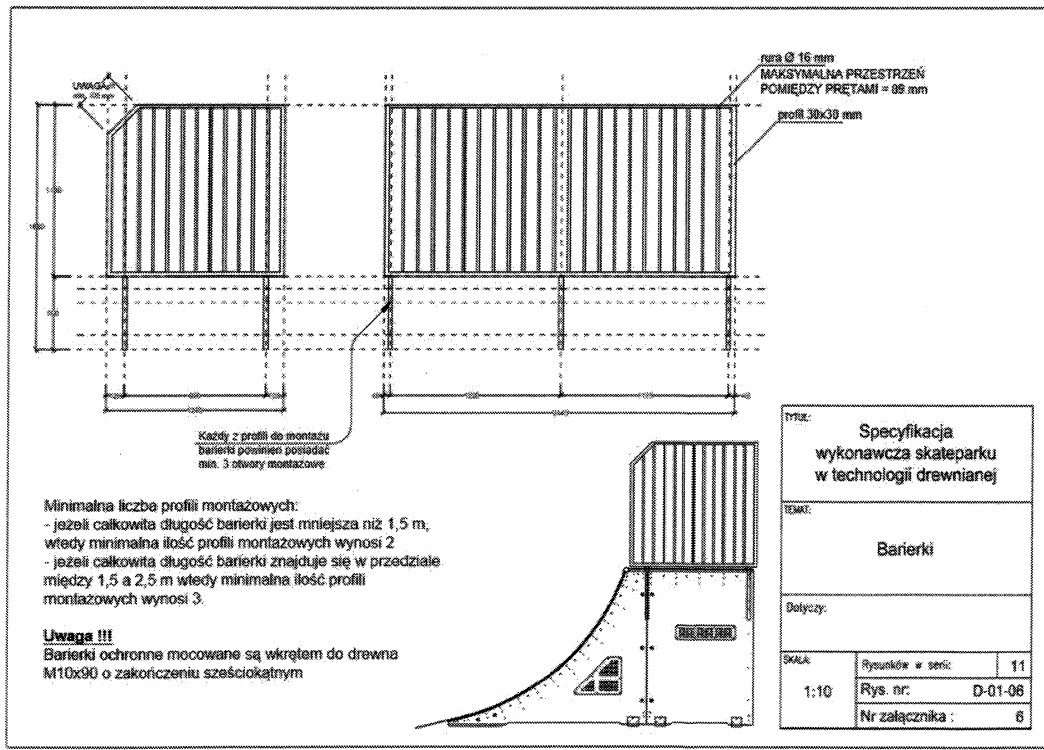 rura Ø 16 mm
MAKSYMALNA PRZESTRZEŃ
POMIĘDZY PRĘTAMI = 89 mm
profil 30x30 mm
UWAGA
Każdy z profili do montażu
barierki powinien posiadać
min. 3 otwory montażowe
Minimalna liczba profili montażowych:
- jeżeli całkowita długość barierki jest mniejsza niż 1,5 m,
wtedy minimalna ilość profili montażowych wynosi 2
- jeżeli całkowita długość barierki znajduje się w przedziale
między 1,5 a 2,5 m wtedy minimalna ilość profili
montażowych wynosi 3.
Uwaga !!!
Barierki ochronne mocowane są wkrętem do drewna
M10x90 o zakończeniu sześciokątnym
TYTUŁ:
Specyfikacja
wykonawcza skateparku
w technologii drewnianej
TEMAT:
Barierki
Dotyczy:
SKALA
1:10
Rysunków w serii: 11
Rys. nr: D-01-06
Nr załącznika : 6